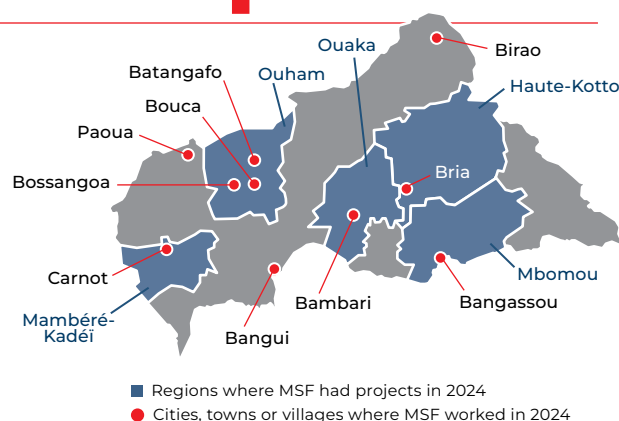 Ouaka
Birao
Batangafo
Ouham
Haute-Kotto
Bouca
Paoua
Bria
Bossangoa
Carnot
Mbomou
Bambari
Bangassou
Mambéré-
Kadéï
Bangui
Regions where MSF had projects in 2024
Cities, towns or villages where MSF worked in 2024